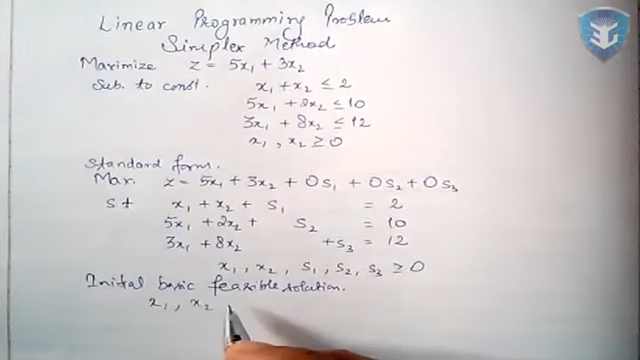 Linear Programming Problem
Simplex Method
Maximize z = 5x₁ + 3x₂
Sub. to const. x₁ + x₂ ≤ 2
5x₁ + 2x₂ ≤ 10
3x₁ + 8x₂ ≤ 12
x₁ , x₂ ≥ 0
Standard form.
Max. z = 5x₁ + 3x₂ + 0s₁ + 0s₂ + 0s₃
st x₁ + x₂ + s₁ = 2
5x₁ + 2x₂ + s₂ = 10
3x₁ + 8x₂ + s₃ = 12
x₁ , x₂ , s₁ , s₂ , s₃ ≥ 0
Initial basic feasible solution.
x₁ , x₂